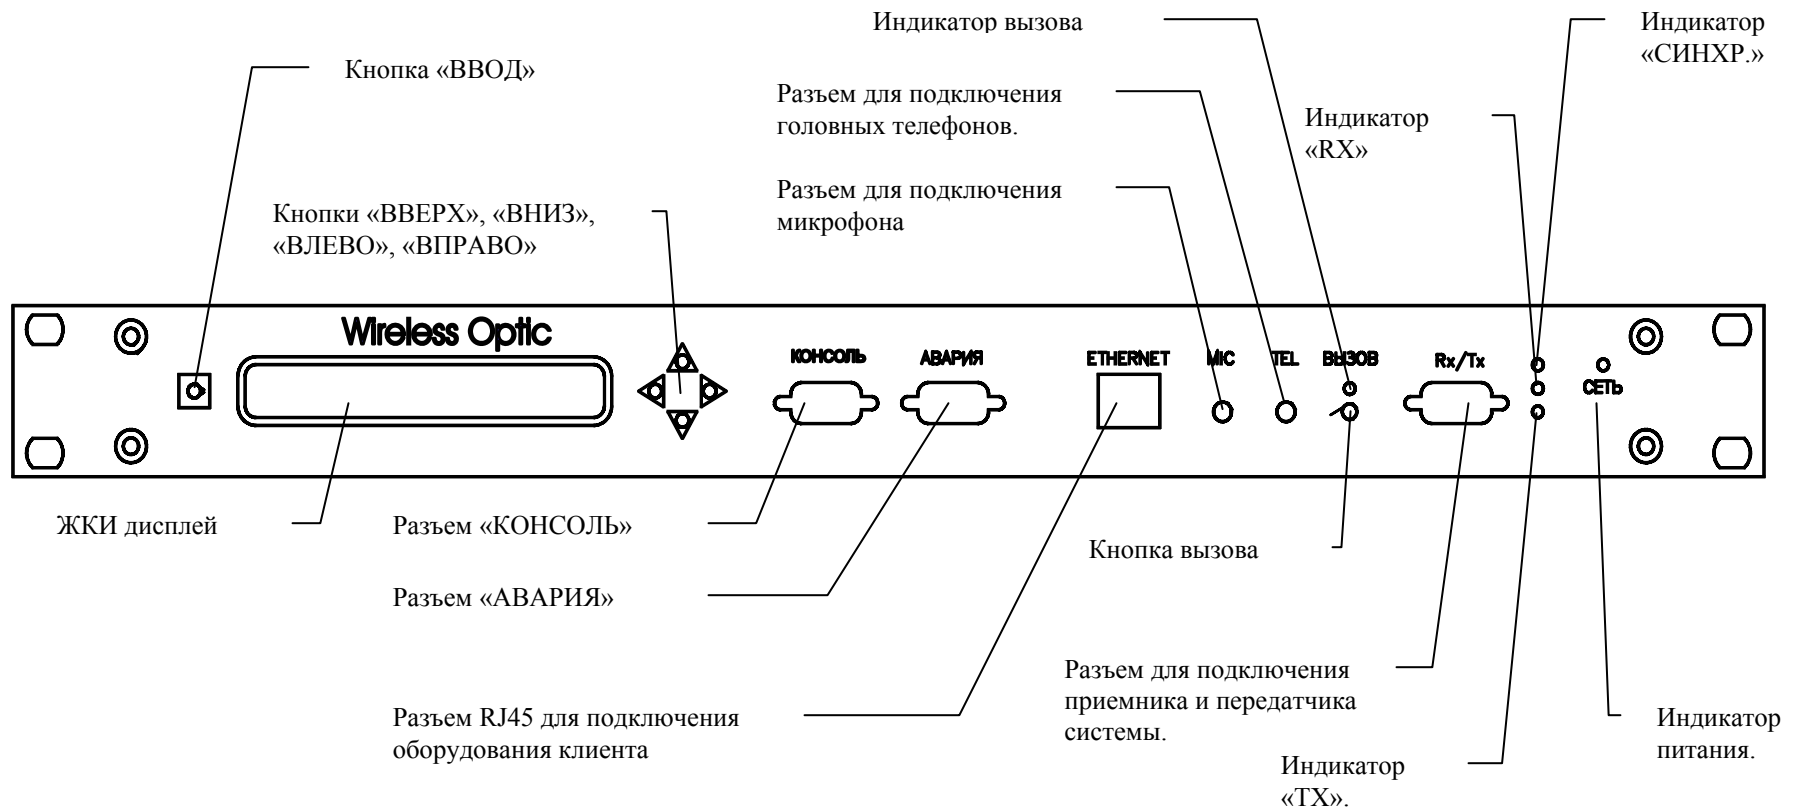 Индикатор вызова
Индикатор
«СИНХР.»
Кнопка «ВВОД»
Разъем для подключения
головных телефонов.
Индикатор
«RX»
Разъем для подключения
микрофона
Кнопки «ВВЕРХ», «ВНИЗ»,
«ВЛЕВО», «ВПРАВО»
Wireless Optic
КОНСОЛЬ
АВАРИЯ
ETHERNET
MIC
TEL
ВЫЗОВ
Rx/Tx
СЕТЬ
ЖКИ дисплей
Разъем «КОНСОЛЬ»
Кнопка вызова
Разъем «АВАРИЯ»
Разъем для подключения
приемника и передатчика
системы.
Разъем RJ45 для подключения
оборудования клиента
Индикатор
питания.
Индикатор
«TX».